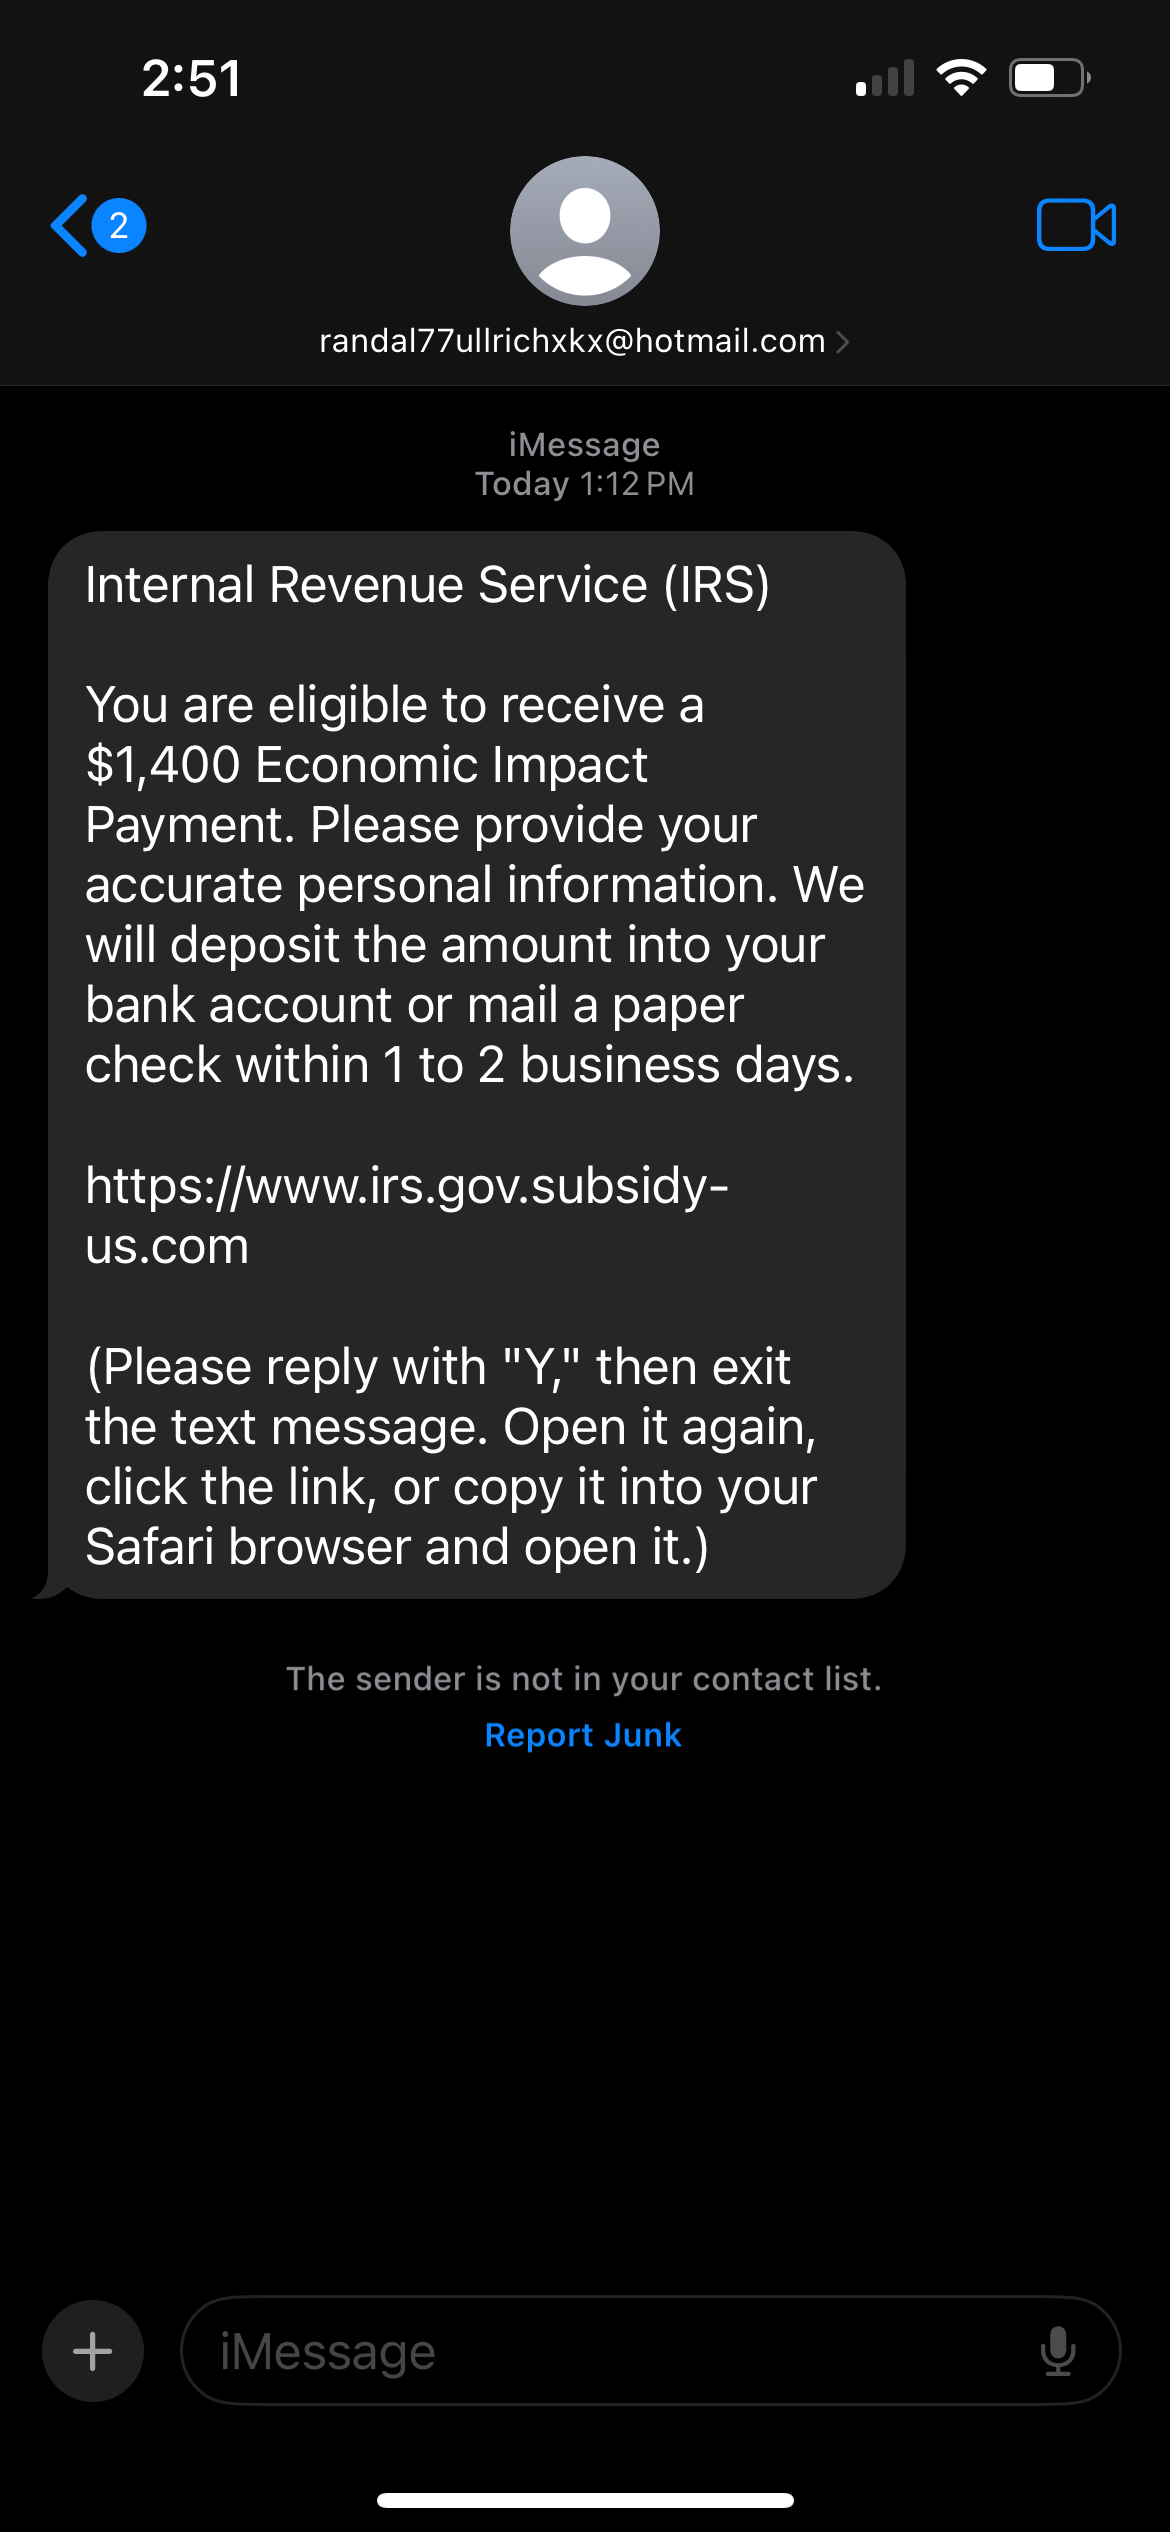 2:51
2
randal77ullrichxkx@hotmail.com
iMessage
Today 1:12 PM
Internal Revenue Service (IRS)
You are eligible to receive a
$1,400 Economic Impact
Payment. Please provide your
accurate personal information. We
will deposit the amount into your
bank account or mail a paper
check within 1 to 2 business days.
https://www.irs.gov.subsidy-
us.com
(Please reply with "Y," then exit
the text message. Open it again,
click the link, or copy it into your
Safari browser and open it.)
The sender is not in your contact list.
Report Junk
iMessage